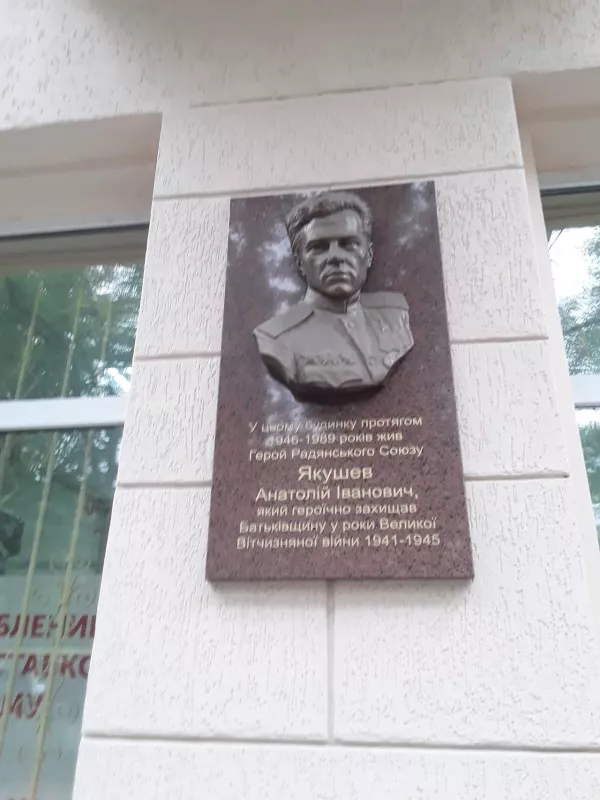 У цьому будинку протягом
1946-1989 років жив
Герой Радянського Союзу
Якушев
Анатолій Іванович,
який героїчно захищав
Батьківщину у роки Великої
Вітчизняної війни 1941-1945